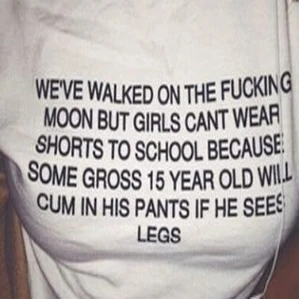 WE'VE WALKED ON THE FUCKING
MOON BUT GIRLS CANT WEAR
SHORTS TO SCHOOL BECAUSE
SOME GROSS 15 YEAR OLD WILL
CUM IN HIS PANTS IF HE SEES
LEGS